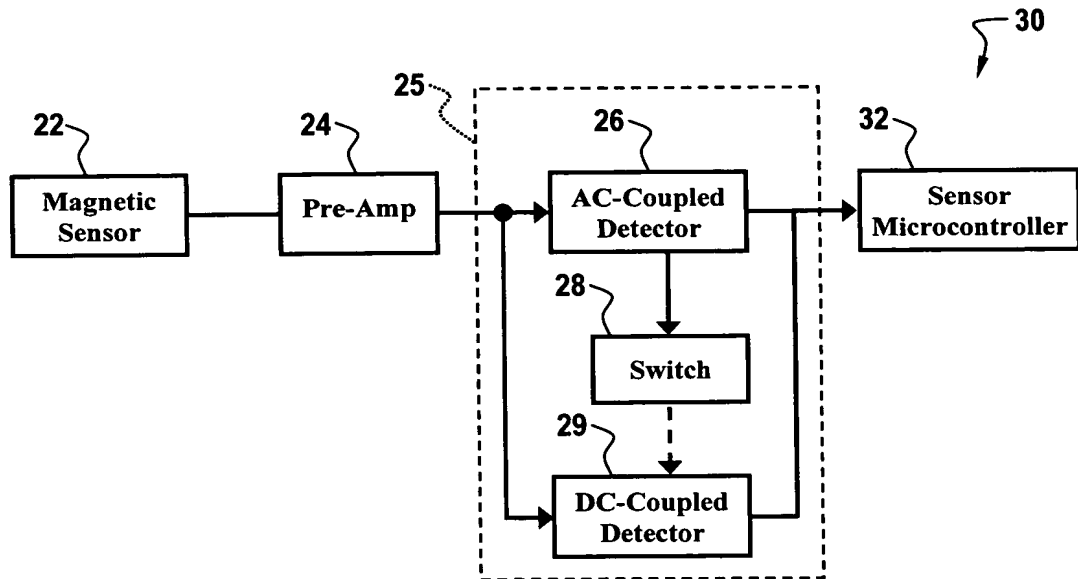 30
25
22
24
26
32
Magnetic
Sensor
Pre-Amp
AC-Coupled
Detector
Sensor
Microcontroller
28
Switch
29
DC-Coupled
Detector